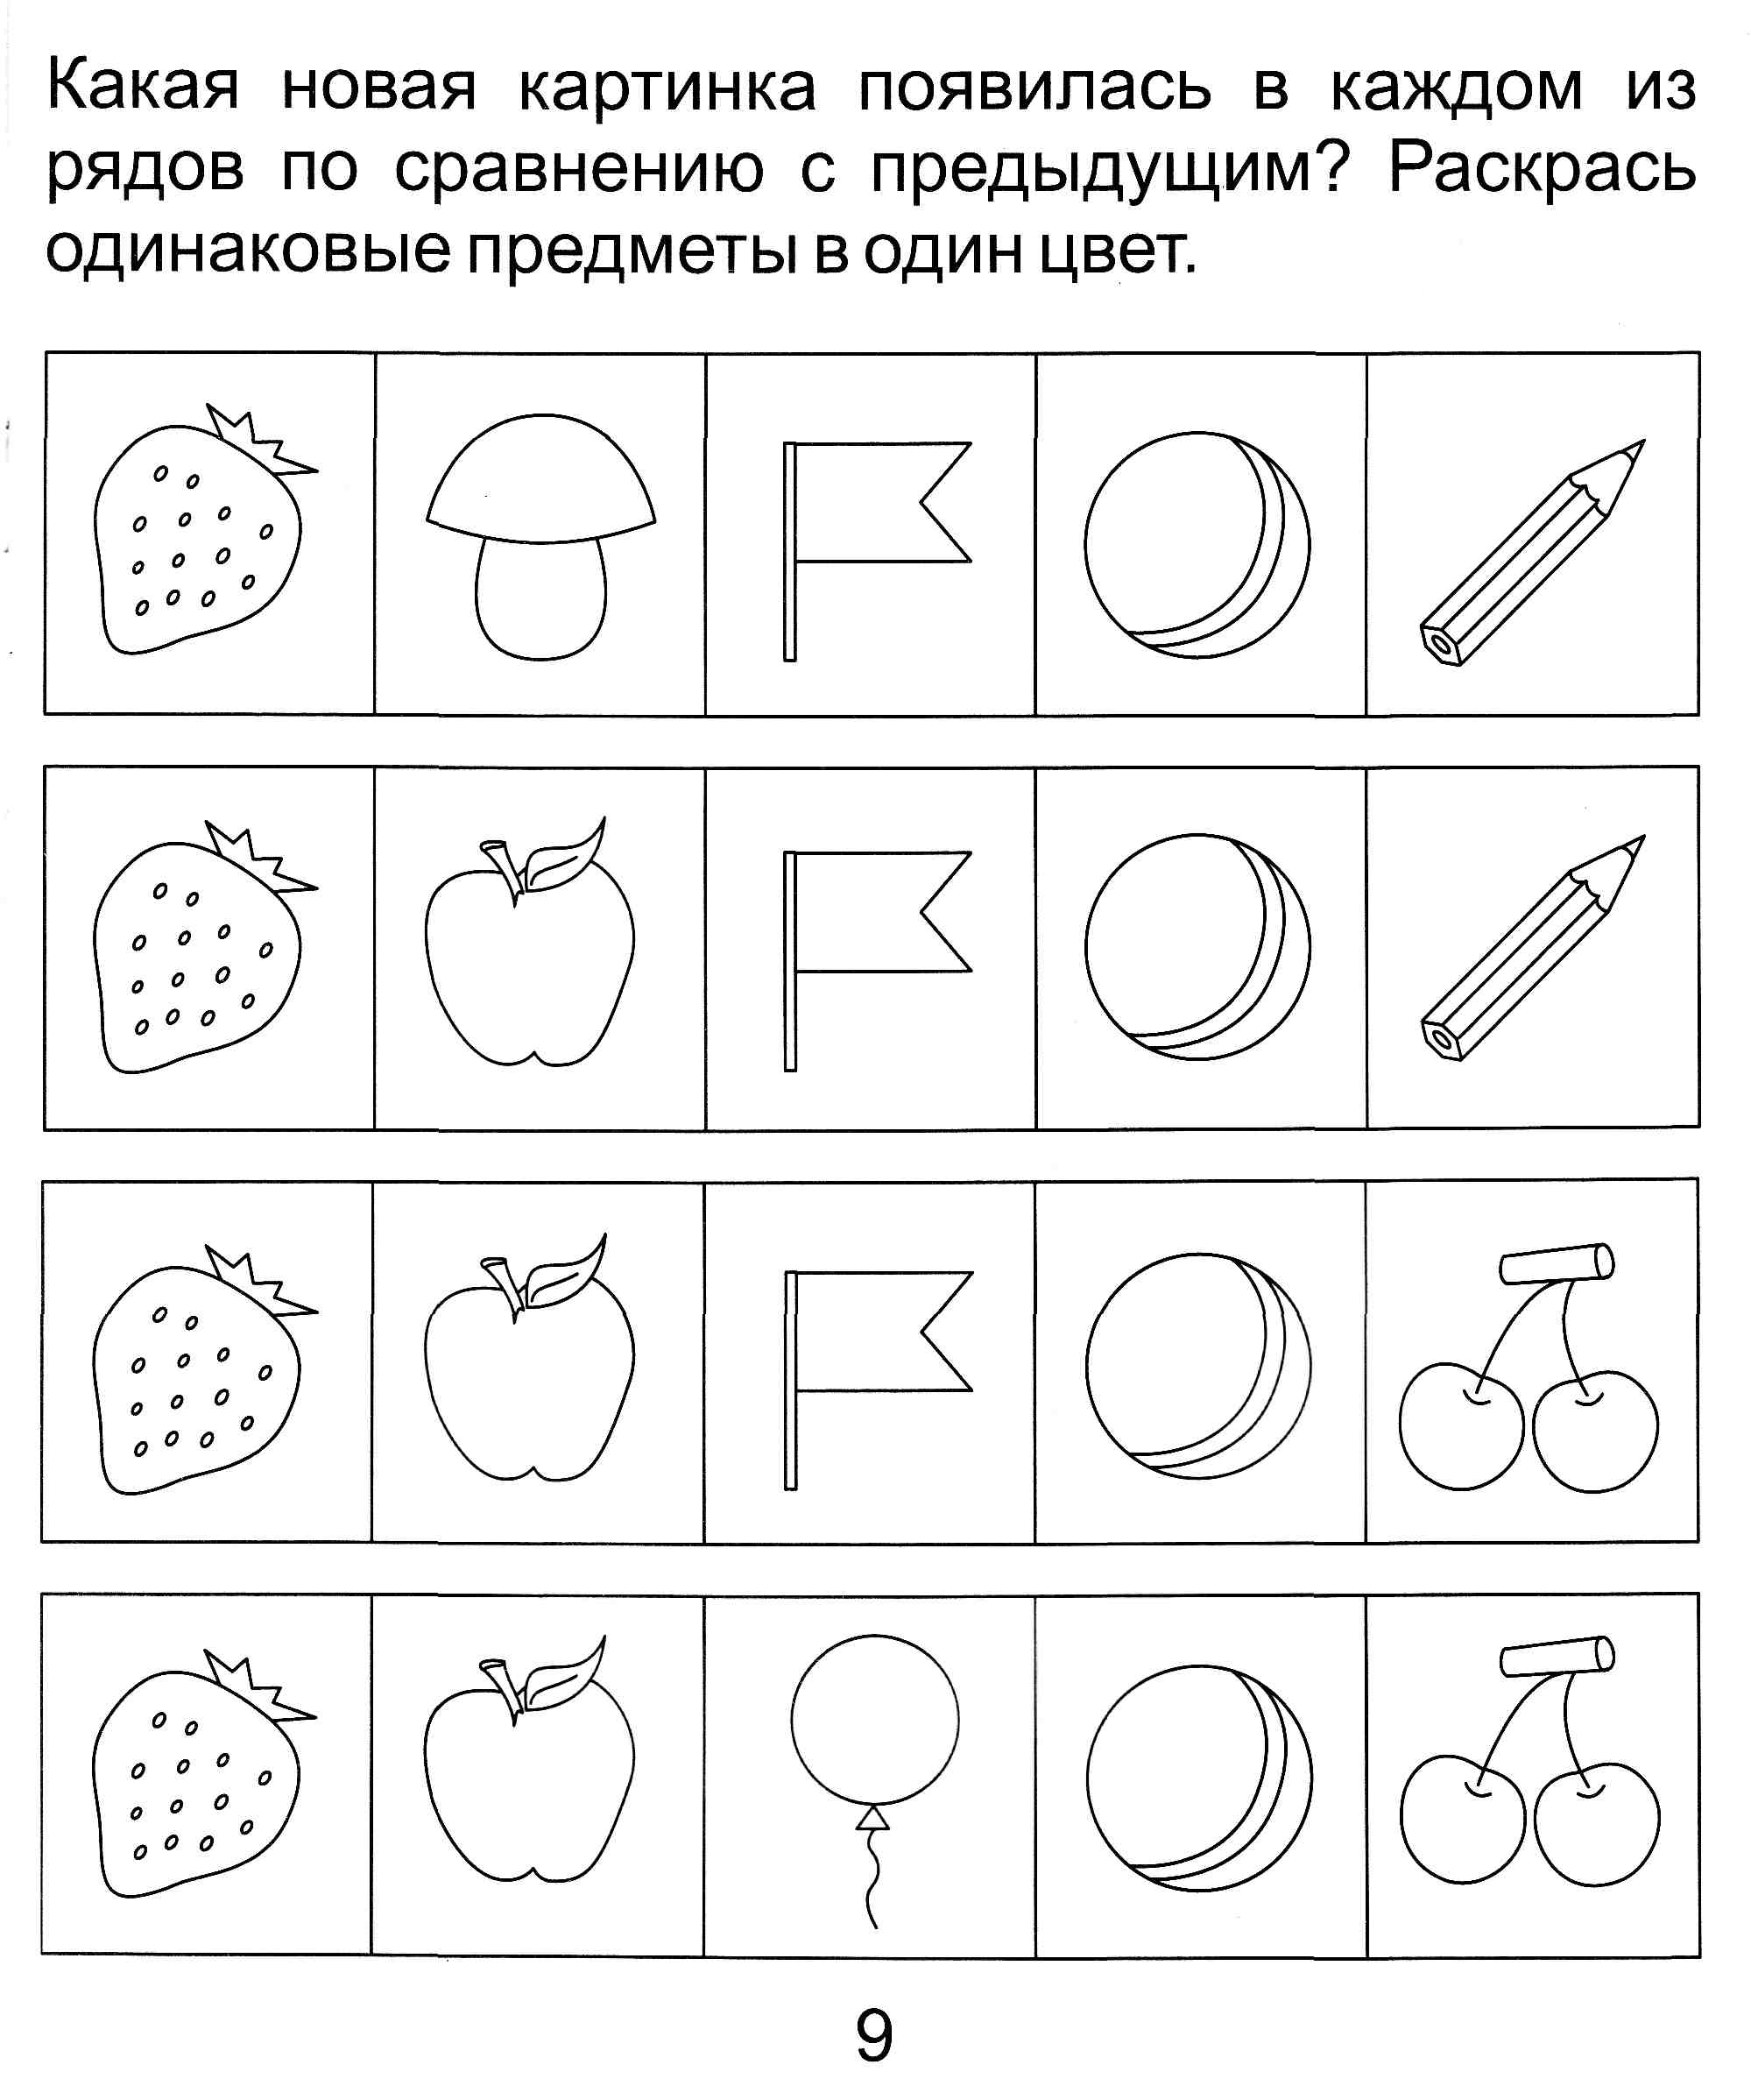 Какая новая картинка появилась в каждом из
рядов по сравнению с предыдущим? Раскрась
одинаковые предметы в один цвет.
9